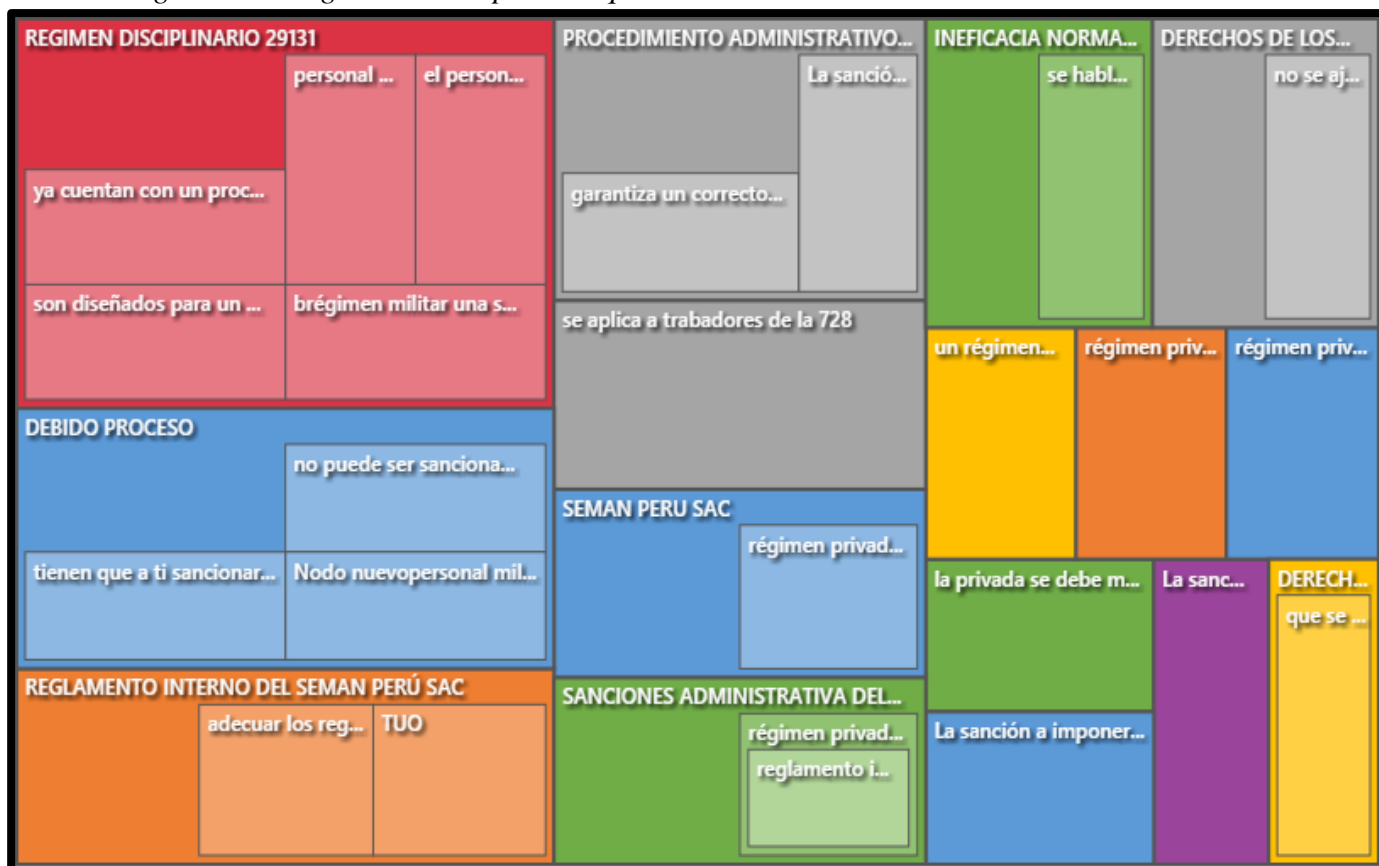 REGIMEN DISCIPLINARIO 29131
personal ...
el person...
ya cuentan con un proc...
son diseñados para un ...
brégimen militar una s...
DEBIDO PROCESO
no puede ser sanciona...
tienen que a ti sancionar...
Nodo nuevopersonal mil...
REGLAMENTO INTERNO DEL SEMAN PERÚ SAC
adecuar los reg...
TUO
PROCEDIMIENTO ADMINISTRATIVO...
La sanció...
garantiza un correcto...
se aplica a trabadores de la 728
SEMAN PERU SAC
régimen privad...
SANCIONES ADMINISTRATIVA DEL...
régimen privad...
reglamento i...
INEFICACIA NORMA...
se habl...
DERECHOS DE LOS...
no se aj...
un régimen...
régimen priv...
régimen priv...
la privada se debe m...
La sanc...
DERECH...
que se ...
La sanción a imponer...